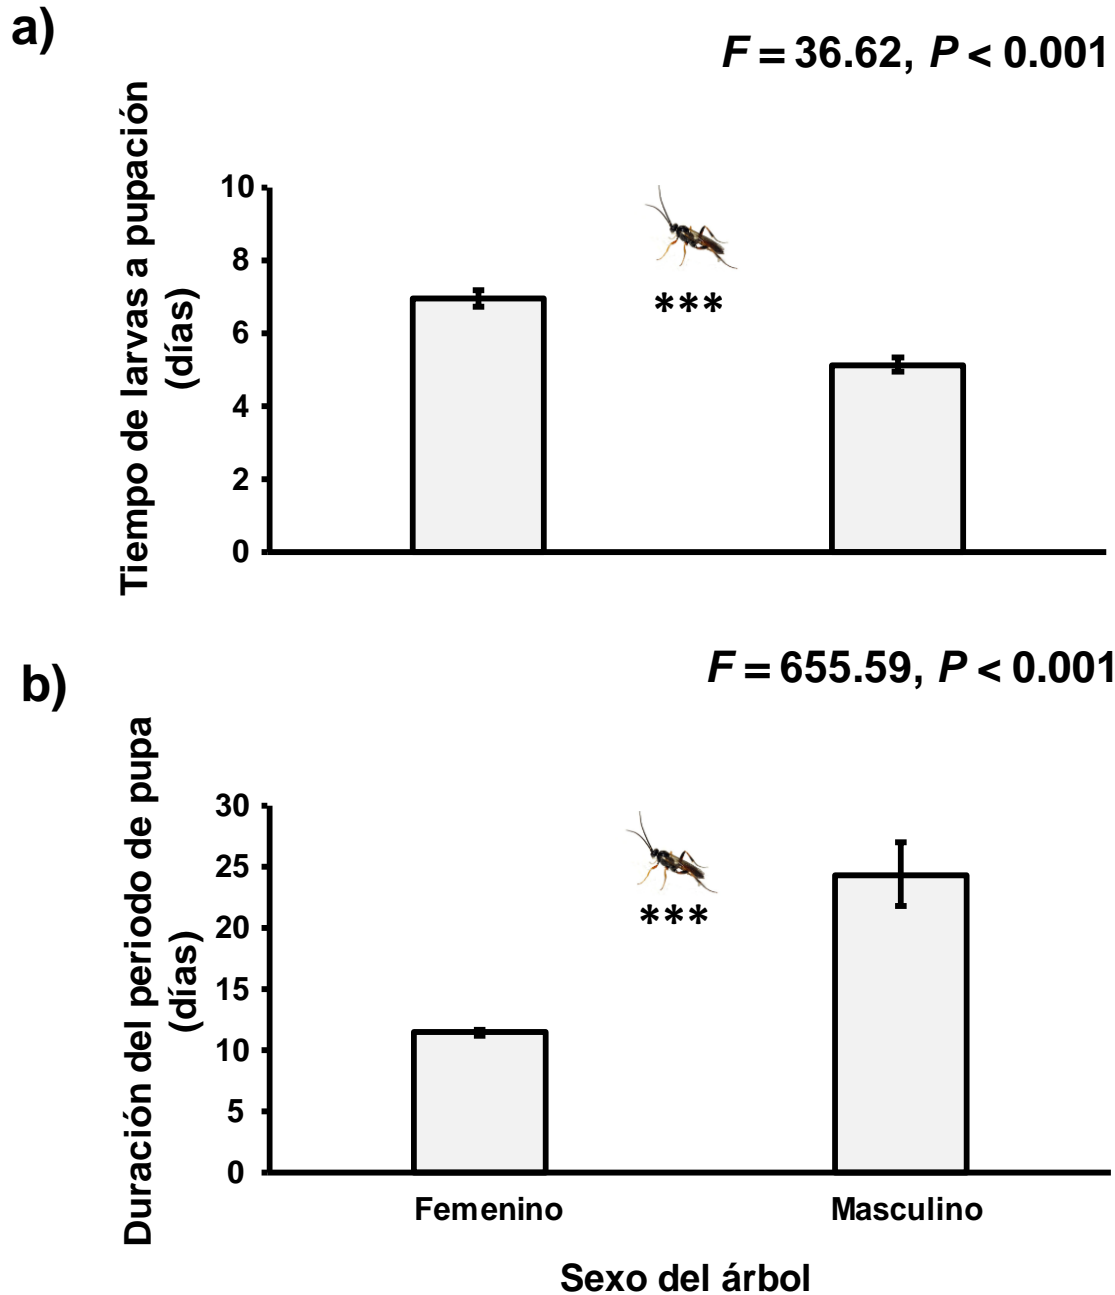 a)
F = 36.62, P < 0.001
Tiempo de larvas a pupación
(días)
10
8
6
4
2
0
***
b)
F = 655.59, P < 0.001
Duración del periodo de pupa
(días)
30
25
20
15
10
5
0
***
Femenino
Masculino
Sexo del árbol